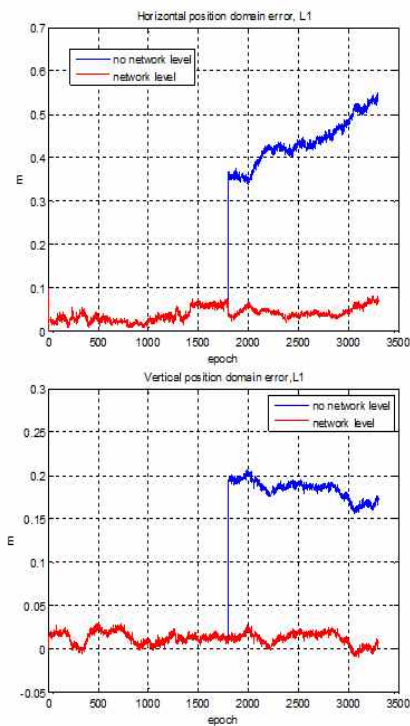 Horizontal position domain error, L1
0.7
0.6
0.5
0.4
0.3
0.2
0.1
0
m
no network level
network level
0 500 1000 1500 2000 2500 3000 3500
epoch
Vertical position domain error,L1
0.3
0.25
0.2
0.15
0.1
0.05
0
-0.05
m
no network level
network level
0 500 1000 1500 2000 2500 3000 3500
epoch